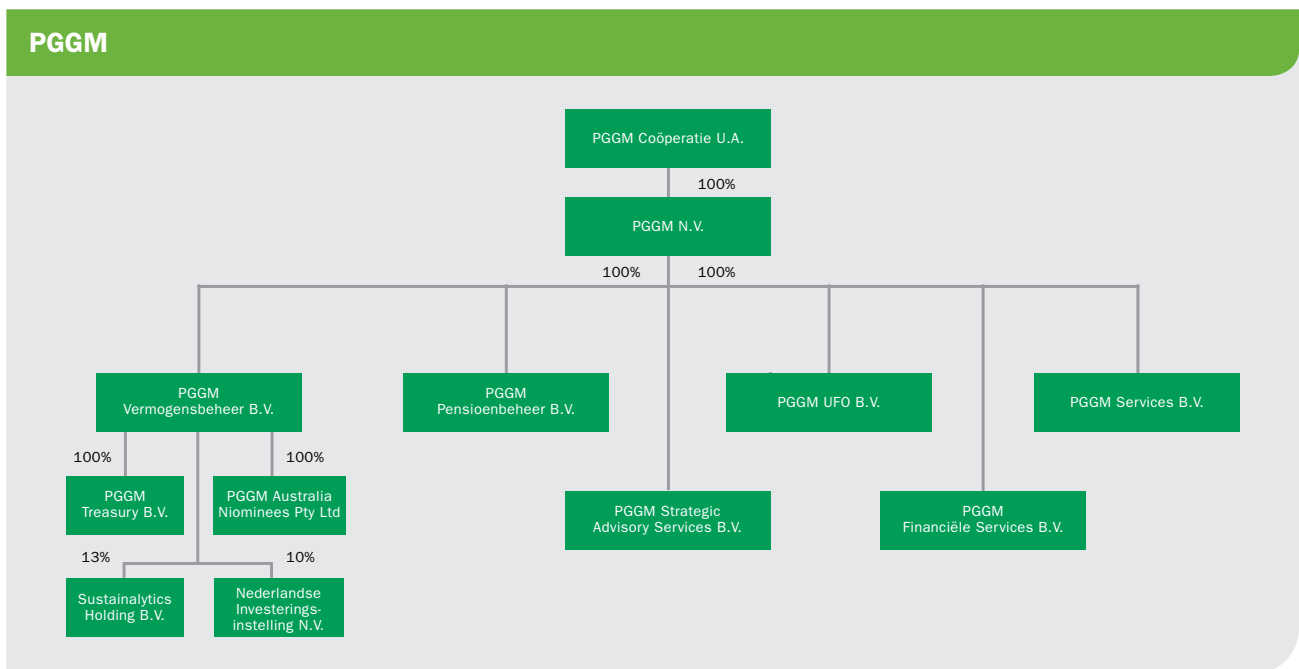 PGGM
PGGM Coöperatie U.A.
100%
PGGM N.V.
100%
100%
PGGM
Vermogensbeheer B.V.
PGGM
Pensioenbeheer B.V.
PGGM UFO B.V.
PGGM Services B.V.
100%
100%
PGGM
Treasury B.V.
PGGM Australia
Niominees Pty Ltd
PGGM Strategic
Advisory Services B.V.
PGGM
Financiële Services B.V.
13%
10%
Sustainalytics
Holding B.V.
Nederlandse
Investerings-
instelling N.V.